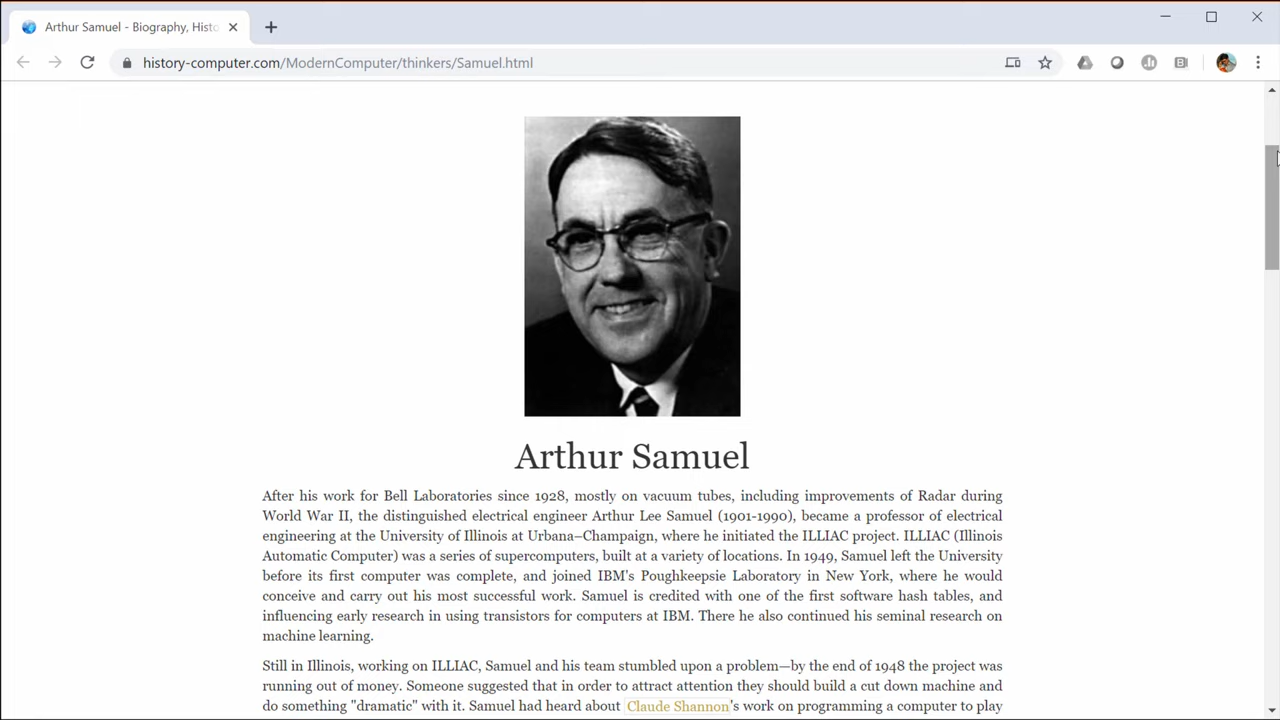 Arthur Samuel - Biography, Histo
history-computer.com/ModernComputer/thinkers/Samuel.html
Arthur Samuel
After his work for Bell Laboratories since 1928, mostly on vacuum tubes, including improvements of Radar during
World War II, the distinguished electrical engineer Arthur Lee Samuel (1901-1990), became a professor of electrical
engineering at the University of Illinois at Urbana–Champaign, where he initiated the ILLIAC project. ILLIAC (Illinois
Automatic Computer) was a series of supercomputers, built at a variety of locations. In 1949, Samuel left the University
before its first computer was complete, and joined IBM's Poughkeepsie Laboratory in New York, where he would
conceive and carry out his most successful work. Samuel is credited with one of the first software hash tables, and
influencing early research in using transistors for computers at IBM. There he also continued his seminal research on
machine learning.
Still in Illinois, working on ILLIAC, Samuel and his team stumbled upon a problem—by the end of 1948 the project was
running out of money. Someone suggested that in order to attract attention they should build a cut down machine and
do something "dramatic" with it. Samuel had heard about Claude Shannon's work on programming a computer to play